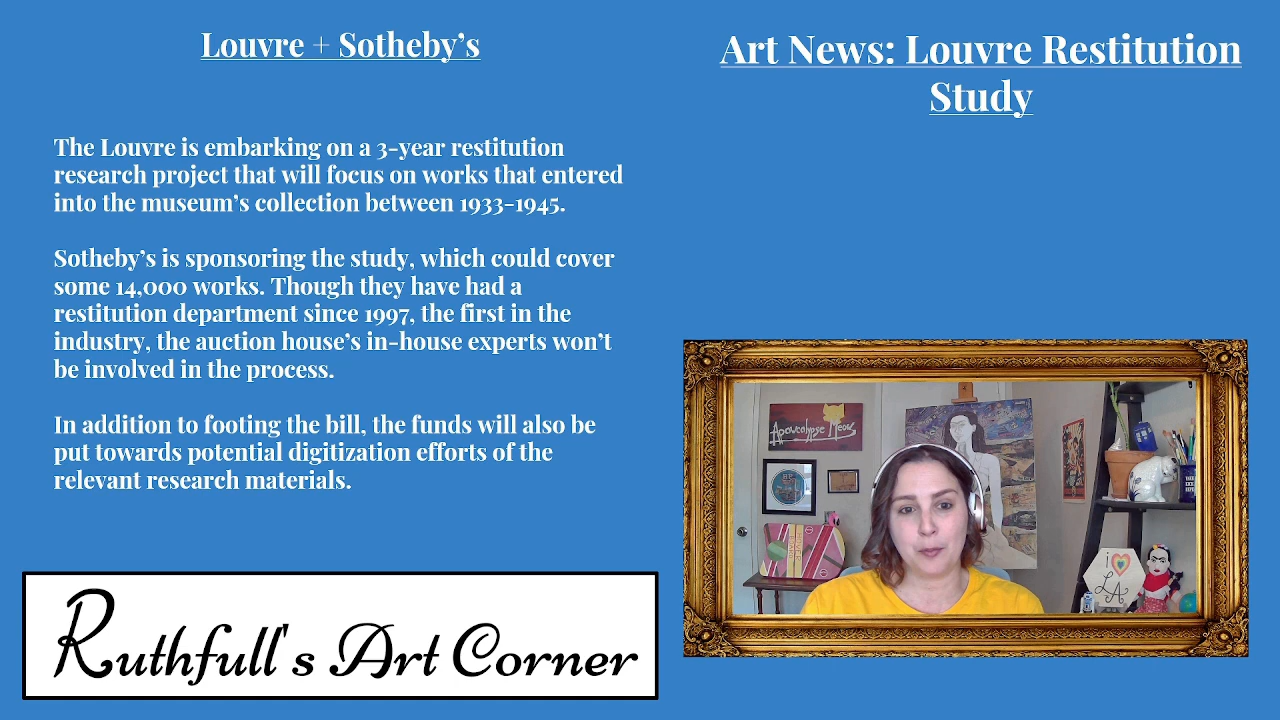 Louvre + Sotheby’s
Art News: Louvre Restitution
Study
The Louvre is embarking on a 3-year restitution
research project that will focus on works that entered
into the museum’s collection between 1933-1945.
Sotheby’s is sponsoring the study, which could cover
some 14,000 works. Though they have had a
restitution department since 1997, the first in the
industry, the auction house’s in-house experts won’t
be involved in the process.
In addition to footing the bill, the funds will also be
put towards potential digitization efforts of the
relevant research materials.
Apocalypse Meow
i
LA
Ruthfull's Art Corner